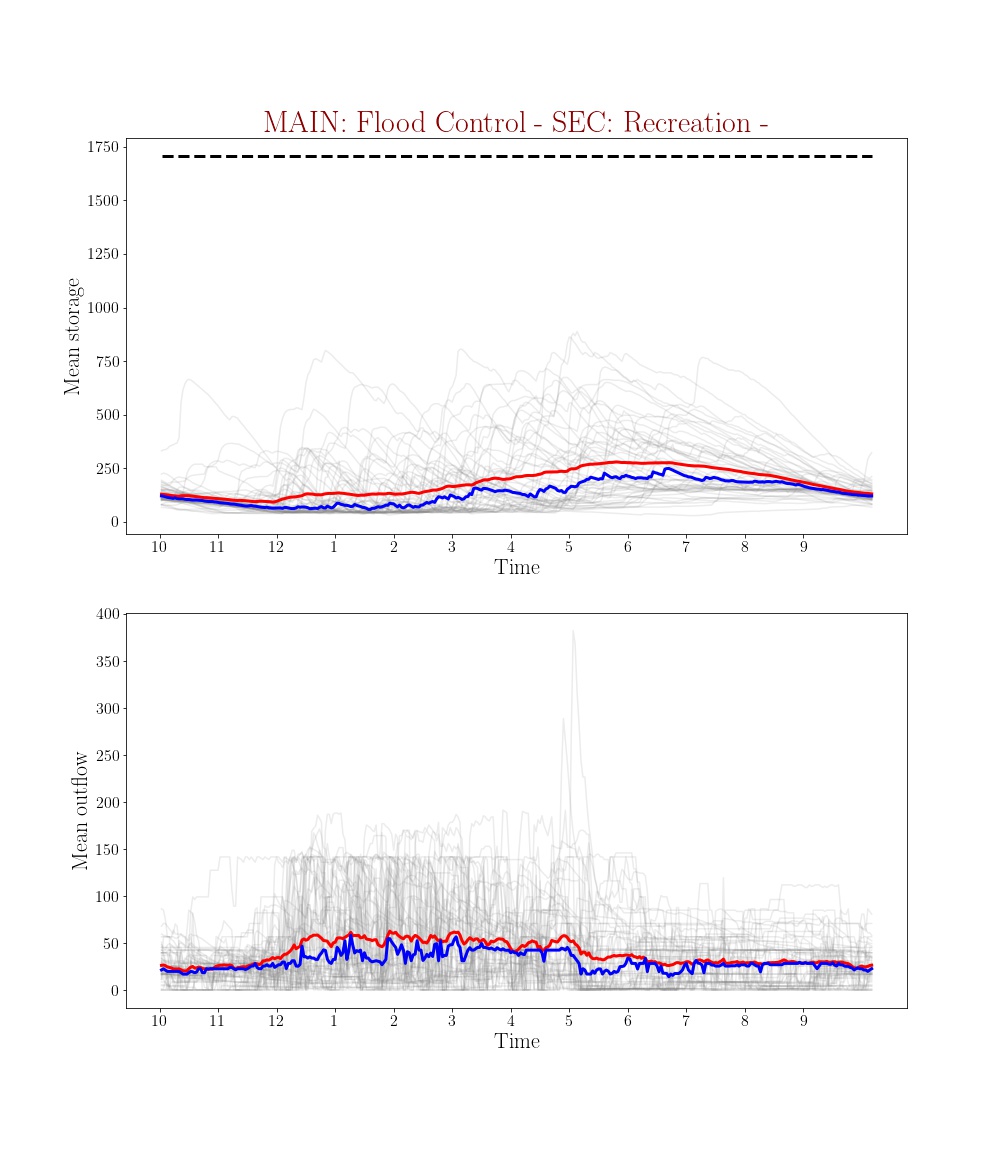 MAIN: Flood Control - SEC: Recreation -
1750
1500
1250
1000
750
500
250
0
Mean storage
10 11 12 1 2 3 4 5 6 7 8 9
Time
400
350
300
250
200
150
100
50
0
Mean outflow
10 11 12 1 2 3 4 5 6 7 8 9
Time